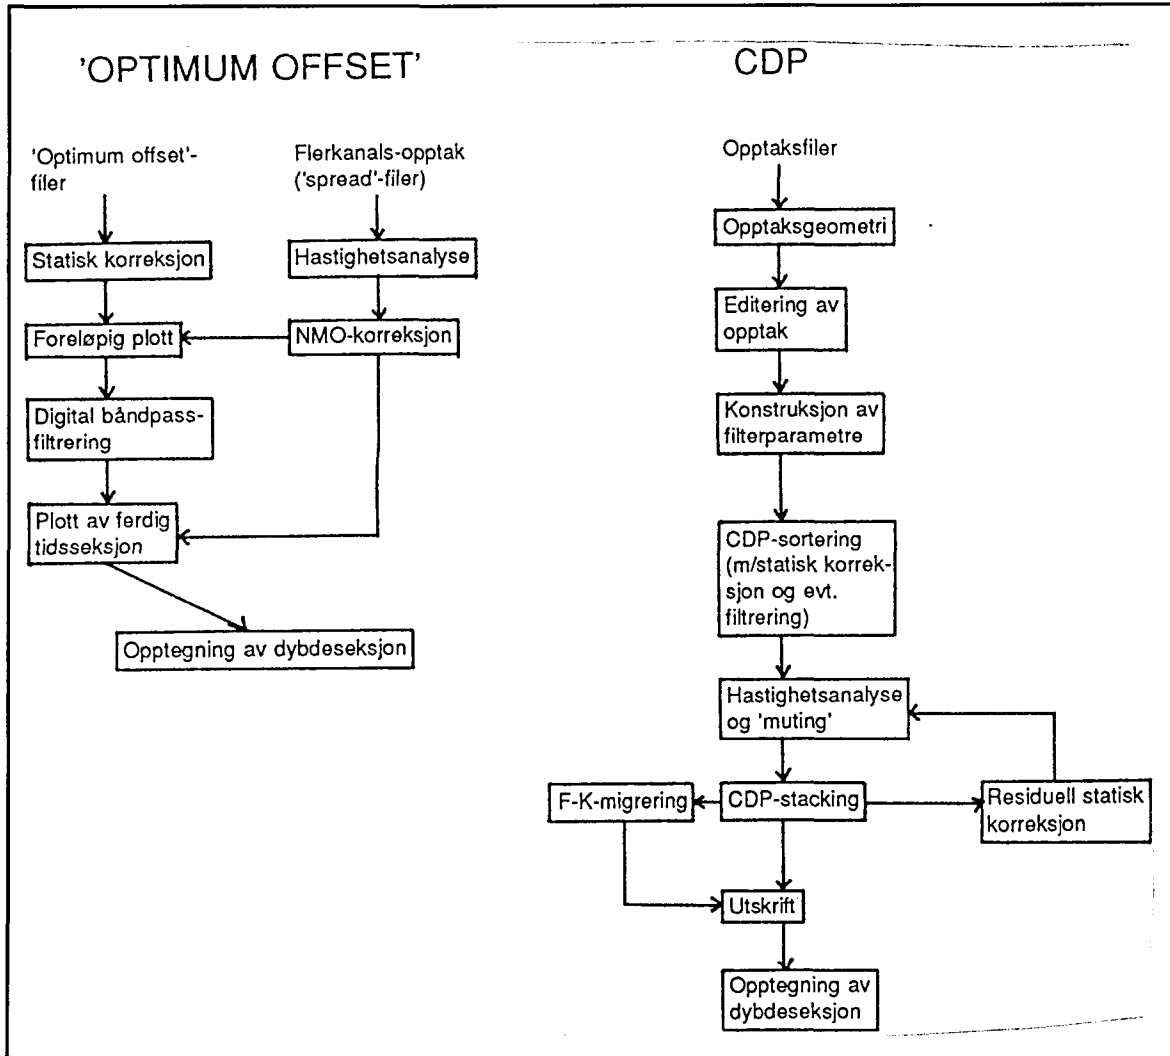 'OPTIMUM OFFSET'
'Optimum offset'-
filer
Flerkanals-opptak
('spread'-filer)
Statisk korreksjon
Hastighetsanalyse
Foreløpig plott
NMO-korreksjon
Digital båndpass-
filtrering
Plott av ferdig
tidsseksjon
Opptegning av dybdeseksjon
CDP
Opptaksfiler
Opptaksgeometri
Editering av
opptak
Konstruksjon av
filterparametre
CDP-sortering
(m/statisk korrek-
sjon og evt.
filtrering)
Hastighetsanalyse
og 'muting'
F-K-migrering
CDP-stacking
Residuell statisk
korreksjon
Utskrift
Opptegning av
dybdeseksjon